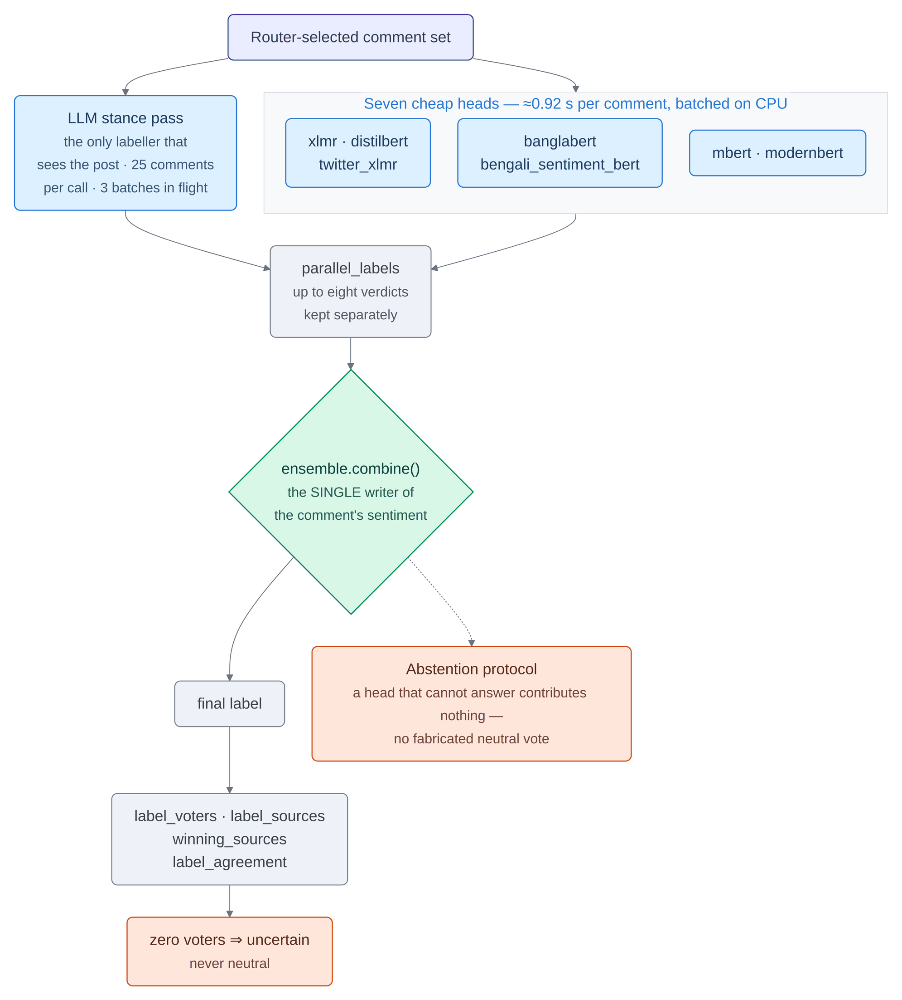 Router-selected comment set
LLM stance pass
the only labeller that
sees the post · 25 comments
per call · 3 batches in flight
Seven cheap heads — ≈0.92 s per comment, batched on CPU
xlmr · distilbert
twitter_xlmr
banglabert
bengali_sentiment_bert
mbert · modernbert
parallel_labels
up to eight verdicts
kept separately
ensemble.combine()
the SINGLE writer of
the comment's sentiment
final label
Abstention protocol
a head that cannot answer contributes
nothing —
no fabricated neutral vote
label_voters · label_sources
winning_sources
label_agreement
zero voters ⇒ uncertain
never neutral